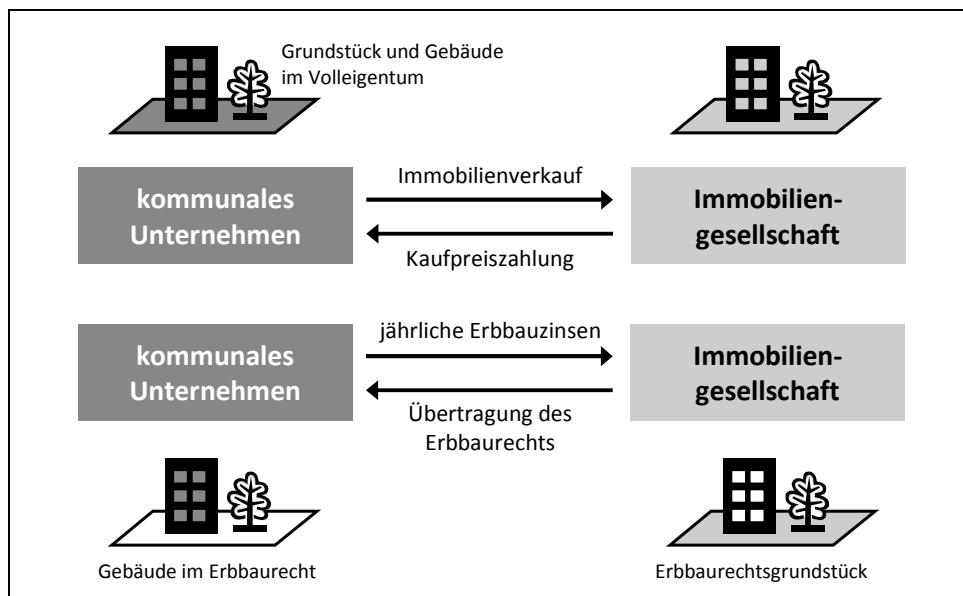 Grundstück und Gebäude
im Volleigentum
kommunales
Unternehmen
Immobilienverkauf
Kaufpreiszahlung
Immobilien-
gesellschaft
kommunales
Unternehmen
jährliche Erbbauzinsen
Übertragung des
Erbbaurechts
Immobilien-
gesellschaft
Gebäude im Erbbaurecht
Erbbaurechtsgrundstück